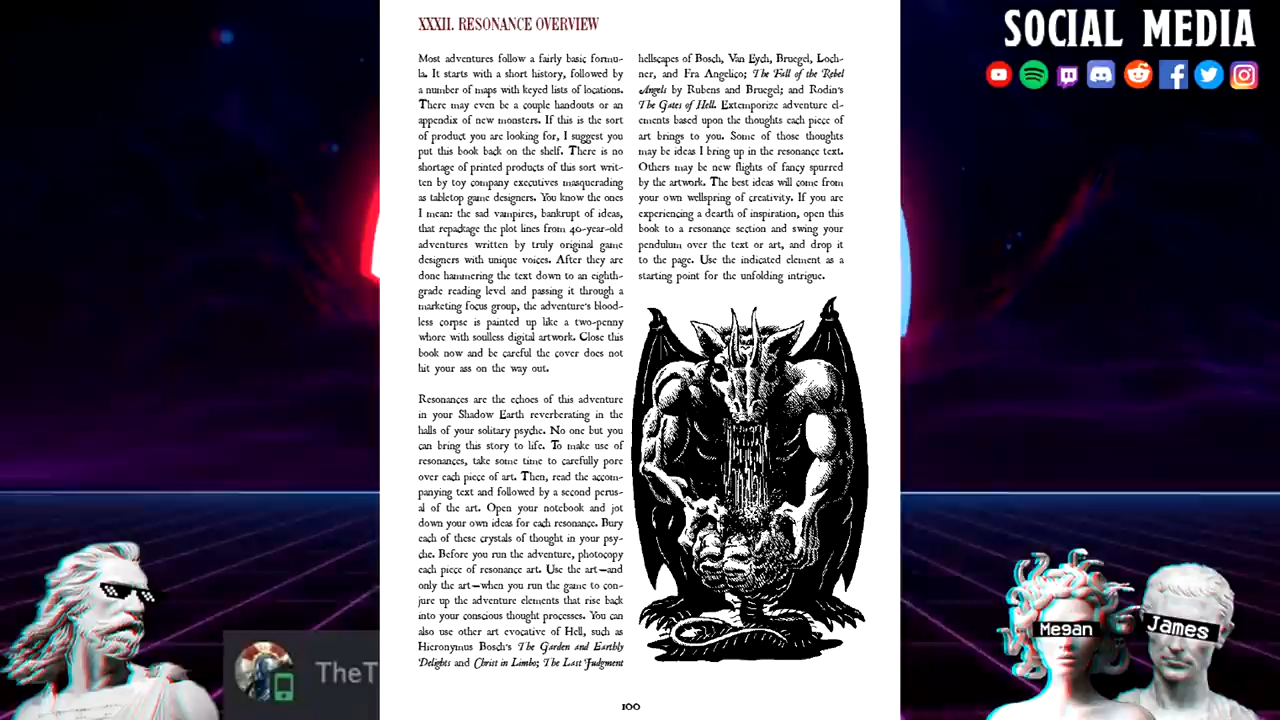 XXXII. RESONANCE OVERVIEW
Most adventures follow a fairly basic formu-
la. It starts with a short history, followed by
a number of maps with keyed lists of locations.
There may even be a couple handouts or an
appendix of new monsters. If this is the sort
of product you are looking for, I suggest you
put this book back on the shelf. There is no
shortage of printed products of this sort writ-
ten by toy company executives masquerading
as tabletop game designers. You know the ones
I mean: the sad vampires, bankrupt of ideas,
that repackage the plot lines from 40-year-old
adventures written by truly original game
designers with unique voices. After they are
done hammering the text down to an eighth-
grade reading level and passing it through a
marketing focus group, the adventure's blood-
less corpse is painted up like a two-penny
whore with soulless digital artwork. Close this
book now and be careful the cover does not
hit your ass on the way out.
Resonances are the echoes of this adventure
in your Shadow Earth reverberating in the
halls of your solitary psyche. No one but you
can bring this story to life. To make use of
resonances, take some time to carefully pore
over each piece of art. Then, read the accom-
panying text and followed by a second perus-
al of the art. Open your notebook and jot
down your own ideas for each resonance. Bury
each of these crystals of thought in your psy-
che. Before you run the adventure, photocopy
each piece of resonance art. Use the art—and
only the art—when you run the game to con-
jure up the adventure elements that rise back
into your conscious thought processes. You can
also use other art evocative of Hell, such as
Hieronymus Bosch's The Garden and Earthly
Delights and Christ in Limbo; The Last Judgment
hellscapes of Bosch, Van Eych, Bruegel, Loch-
ner, and Fra Angelico; The Fall of the Rebel
Angels by Rubens and Bruegel; and Rodin's
The Gates of Hell. Extemporize adventure el-
ements based upon the thoughts each piece of
art brings to you. Some of those thoughts
may be ideas I bring up in the resonance text.
Others may be new flights of fancy spurred
by the artwork. The best ideas will come from
your own wellspring of creativity. If you are
experiencing a dearth of inspiration, open this
book to a resonance section and swing your
pendulum over the text or art, and drop it
to the page. Use the indicated element as a
starting point for the unfolding intrigue.
100
SOCIAL MEDIA
TheT
Megan
James